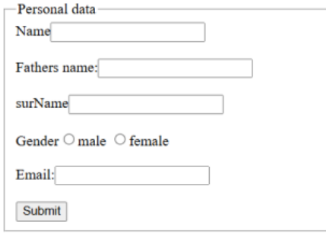 Personal data
Name
Fathers name:
surName
Gender male female
Email:
Submit